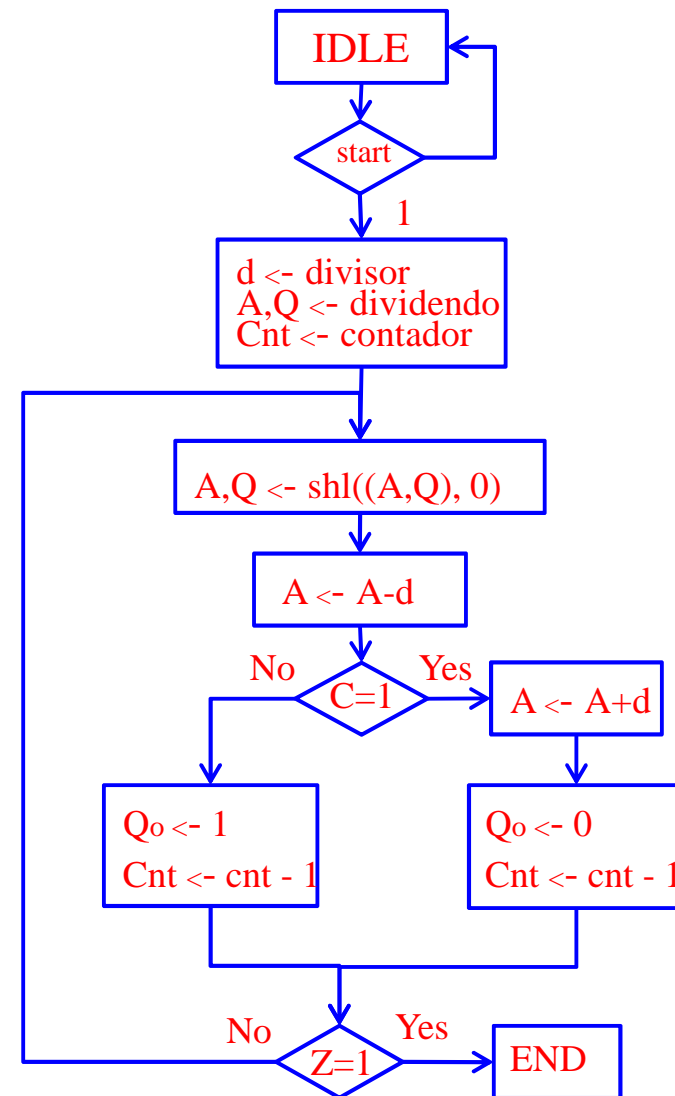 IDLE
start
1
d <- divisor
A,Q <- dividendo
Cnt <- contador
A,Q <- shl((A,Q), 0)
A <- A-d
No
Yes
C=1
A <- A+d
Qo <- 1
Cnt <- cnt - 1
Qo <- 0
Cnt <- cnt - 1
No
Yes
Z=1
END